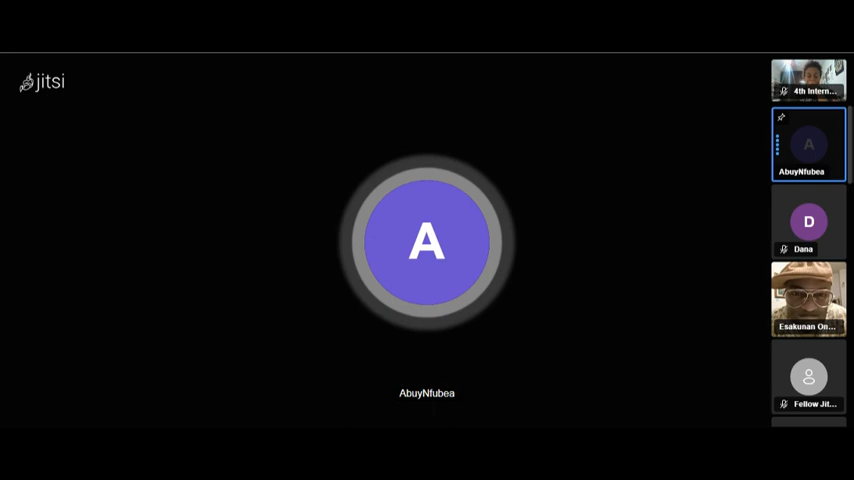 jitsi
A
AbuyNfubea
4th Intern...
A
AbuyNfubea
D
Dana
Esakunan On...
Fellow Jit...